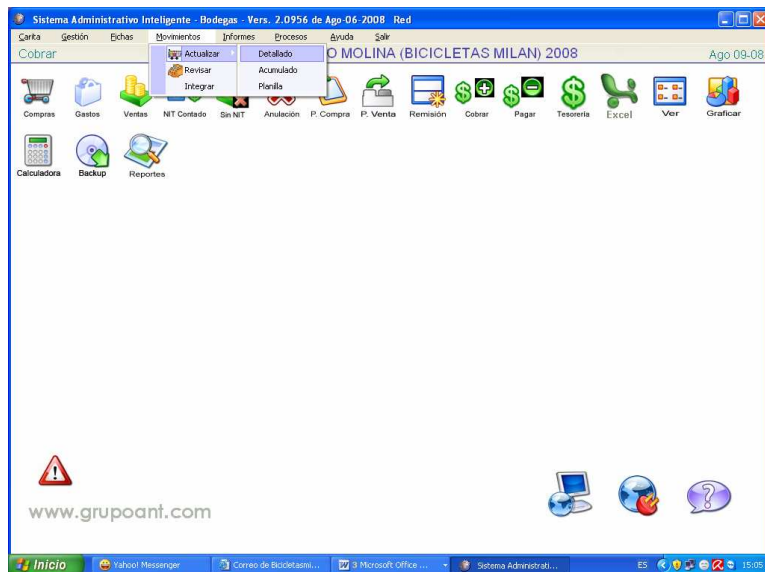 Sistema Administrativo Inteligente - Bodegas - Vers. 2.0956 de Ago-06-2008 Red
Carita Gestión Fichas Movimientos Informes Procesos Ayuda Salir
Cobrar O MOLINA (BICICLETAS MILAN) 2008 Ago 09-08
Actualizar Detallado
Revisar Acumulado
Integrar Planilla
Compras Gastos Ventas NIT Contado Sin NIT Anulación P. Compra P. Venta Remisión Cobrar Pagar Tesorería Excel Ver Graficar
Calculadora Backup Reportes
www.grupoant.com
Inicio Yahoo! Messenger Correo de Bicicletasmi... 3 Microsoft Office ... Sistema Administrati... ES 15:05